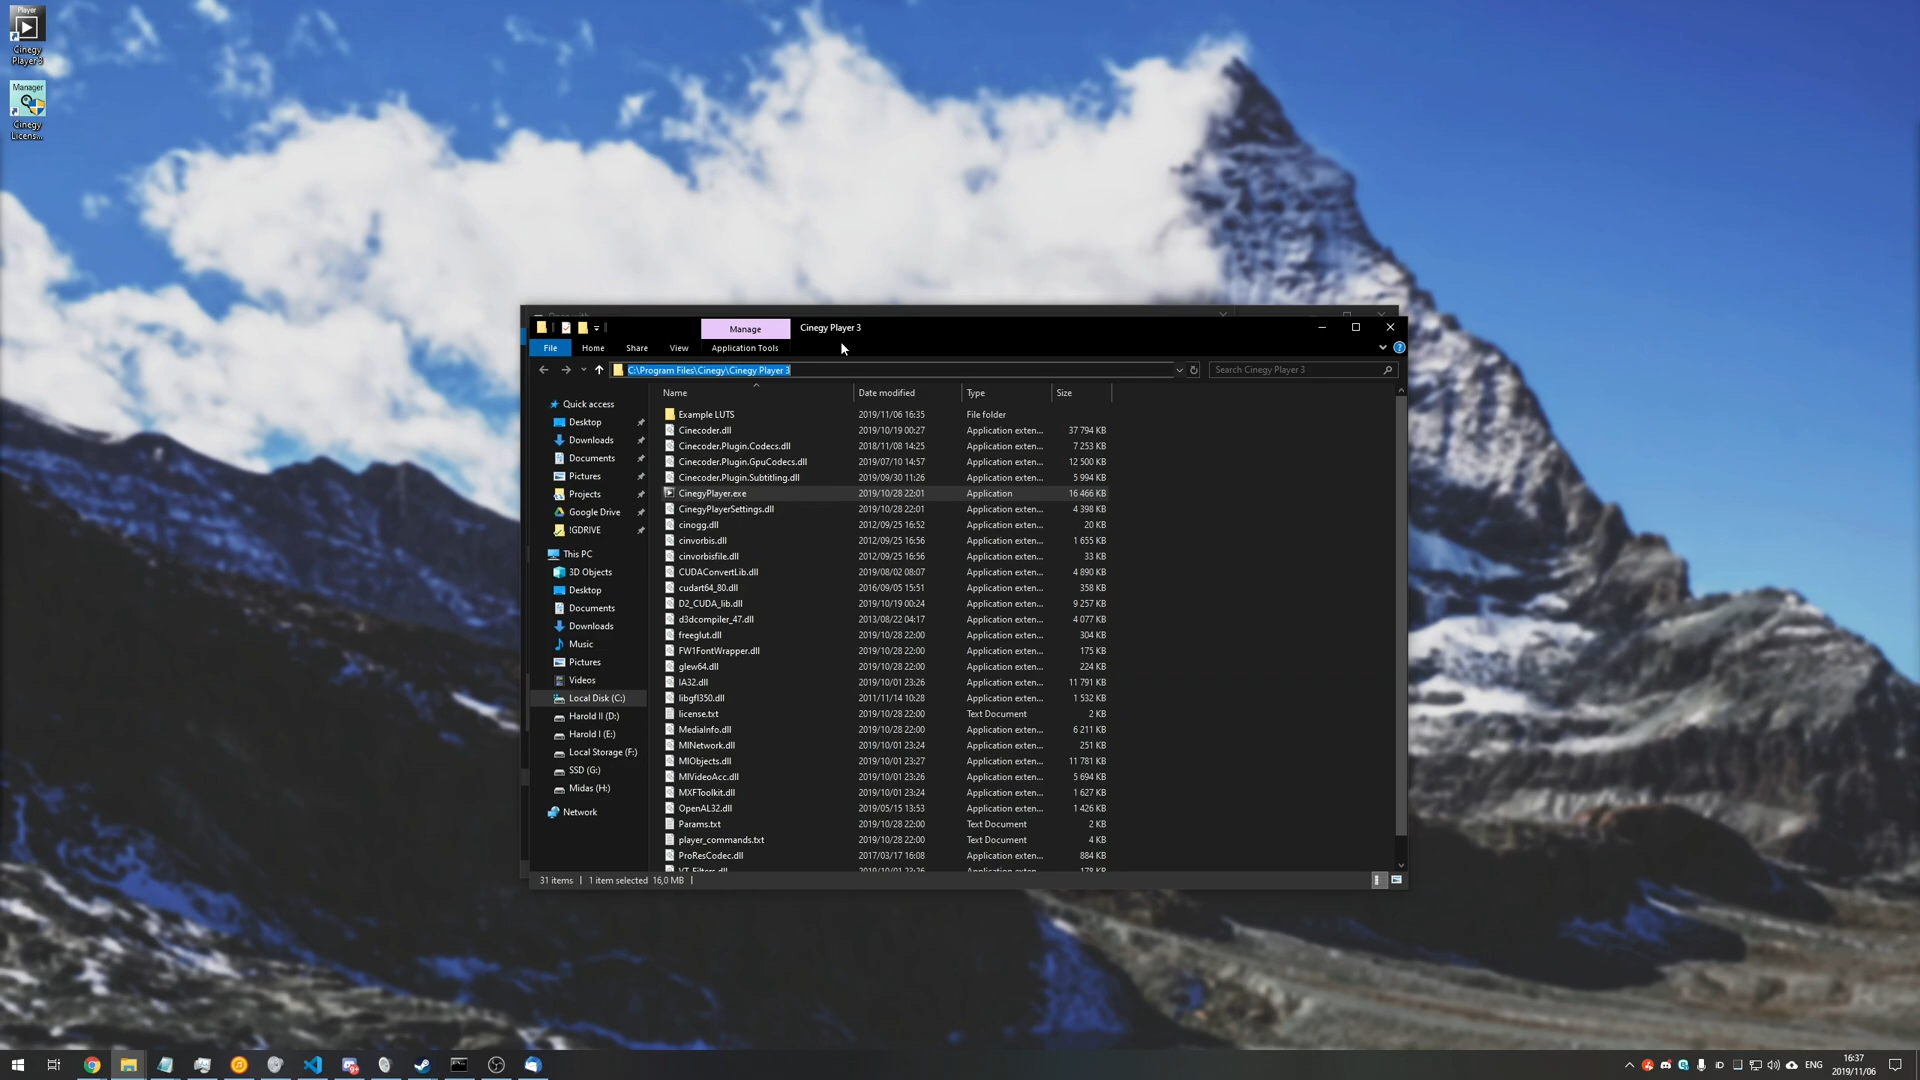 Player
Cinegy
Player 3
Manager
Cinegy
Licens...
Manage
Cinegy Player 3
File
Home
Share
View
Application Tools
C:\Program Files\Cinegy\Cinegy Player 3
Search Cinegy Player 3
Name Date modified Type Size
Quick access
Desktop
Downloads
Documents
Pictures
Projects
Google Drive
!GDRIVE
This PC
3D Objects
Desktop
Documents
Downloads
Music
Pictures
Videos
Local Disk (C:)
Harold II (D:)
Harold I (E:)
Local Storage (F:)
SSD (G:)
Midas (H:)
Network
Example LUTS 2019/11/06 16:35 File folder
Cinecoder.dll 2019/10/19 00:27 Application exten... 37 794 KB
Cinecoder.Plugin.Codecs.dll 2018/11/08 14:25 Application exten... 7 253 KB
Cinecoder.Plugin.GpuCodecs.dll 2019/07/10 14:57 Application exten... 12 500 KB
Cinecoder.Plugin.Subtitling.dll 2019/09/30 11:26 Application exten... 5 994 KB
CinegyPlayer.exe 2019/10/28 22:01 Application 16 466 KB
CinegyPlayerSettings.dll 2019/10/28 22:01 Application exten... 4 398 KB
cinogg.dll 2012/09/25 16:52 Application exten... 20 KB
cinvorbis.dll 2012/09/25 16:56 Application exten... 1 655 KB
cinvorbisfile.dll 2012/09/25 16:56 Application exten... 33 KB
CUDAConvertLib.dll 2019/08/02 08:07 Application exten... 4 890 KB
cudart64_80.dll 2016/09/05 15:51 Application exten... 358 KB
D2_CUDA_lib.dll 2019/10/19 00:24 Application exten... 9 257 KB
d3dcompiler_47.dll 2013/08/22 04:17 Application exten... 4 077 KB
freeglut.dll 2019/10/28 22:00 Application exten... 304 KB
FW1FontWrapper.dll 2019/10/28 22:00 Application exten... 175 KB
glew64.dll 2019/10/28 22:00 Application exten... 224 KB
IA32.dll 2019/10/01 23:26 Application exten... 11 791 KB
libgfl350.dll 2011/11/14 10:28 Application exten... 1 532 KB
license.txt 2019/10/28 22:00 Text Document 2 KB
MediaInfo.dll 2019/10/28 22:00 Application exten... 6 211 KB
MINetwork.dll 2019/10/01 23:24 Application exten... 251 KB
MIObjects.dll 2019/10/01 23:27 Application exten... 11 781 KB
MIVideoAcc.dll 2019/10/01 23:26 Application exten... 5 694 KB
MXFToolkit.dll 2019/10/01 23:24 Application exten... 1 627 KB
OpenAL32.dll 2019/05/15 13:53 Application exten... 1 426 KB
Params.txt 2019/10/28 22:00 Text Document 2 KB
player_commands.txt 2019/10/28 22:00 Text Document 4 KB
ProResCodec.dll 2017/03/17 16:08 Application exten... 884 KB
31 items 1 item selected 16,0 MB
ENG
16:37
2019/11/06